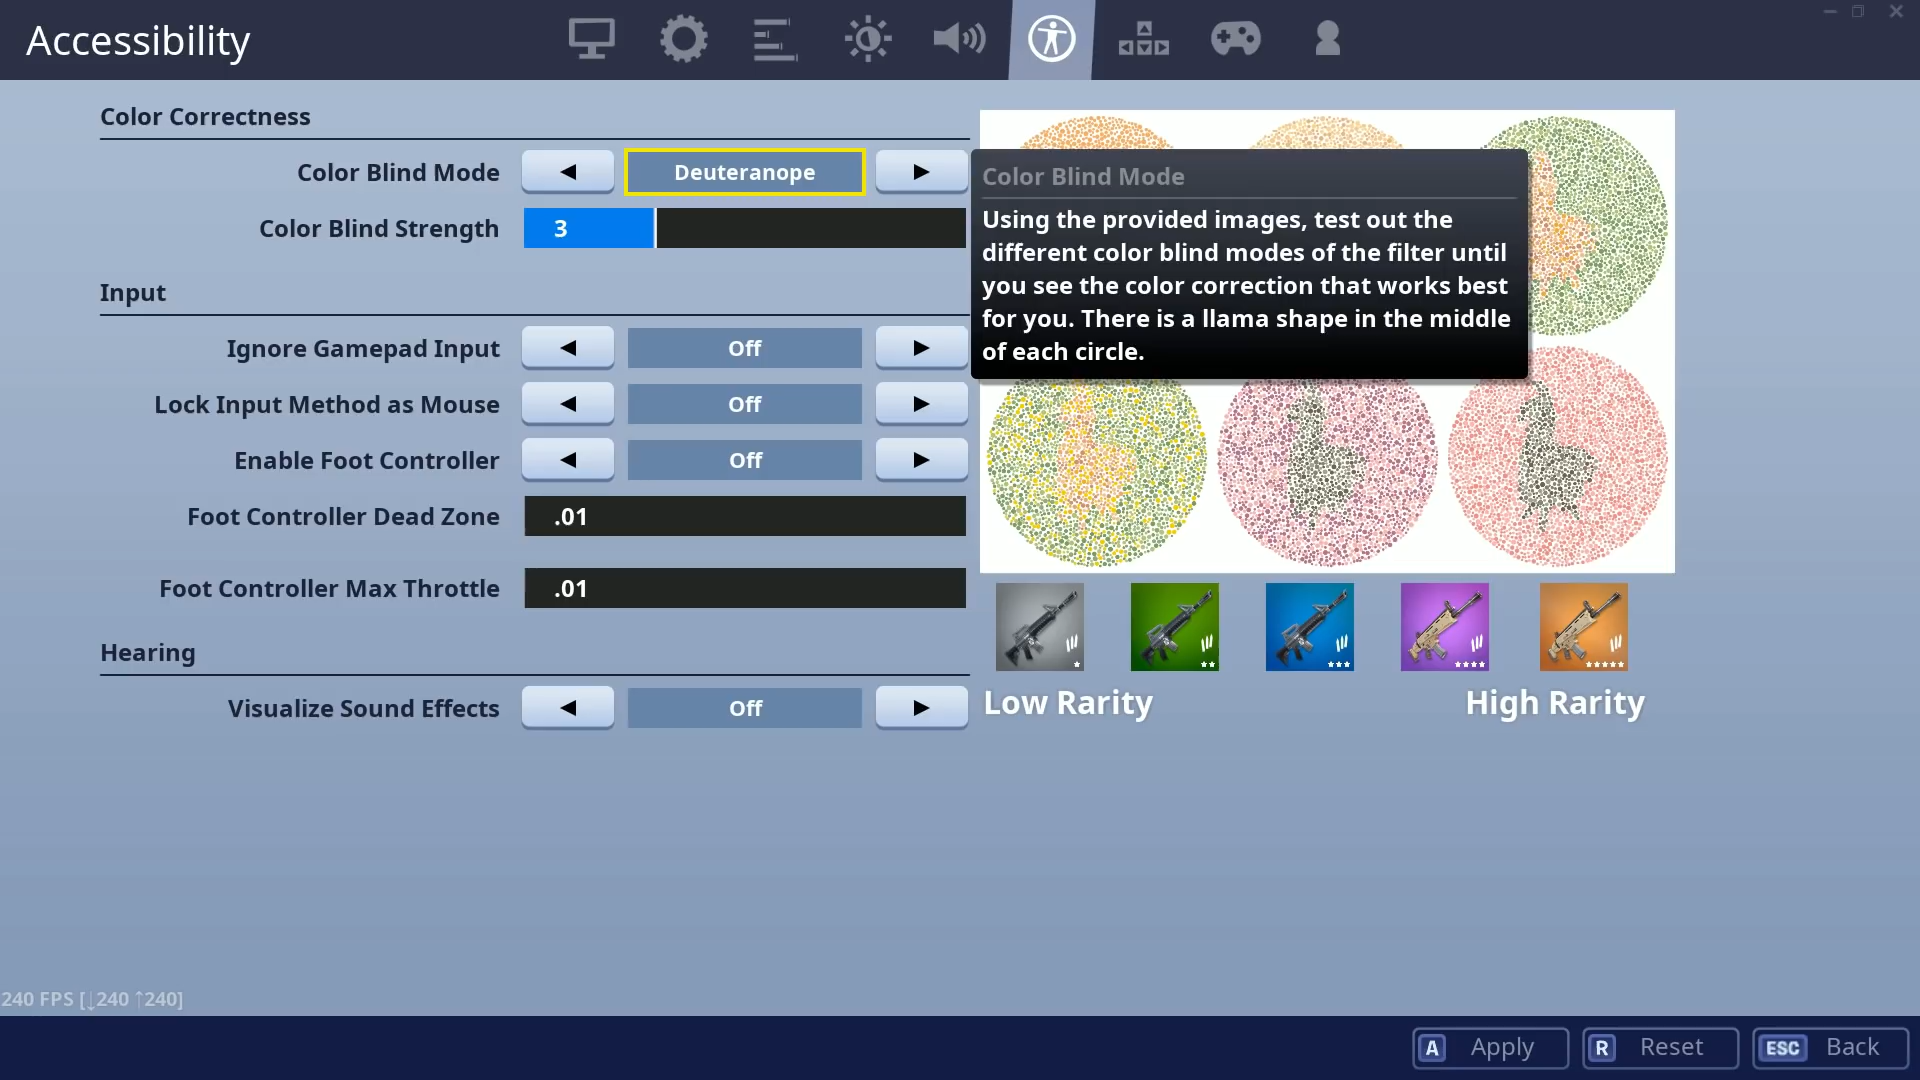 Accessibility
Color Correctness
Color Blind Mode
Deuteranope
Color Blind Strength
3
Input
Ignore Gamepad Input
Off
Lock Input Method as Mouse
Off
Enable Foot Controller
Off
Foot Controller Dead Zone
.01
Foot Controller Max Throttle
.01
Hearing
Visualize Sound Effects
Off
Color Blind Mode
Using the provided images, test out the
different color blind modes of the filter until
you see the color correction that works best
for you. There is a llama shape in the middle
of each circle.
Low Rarity
High Rarity
240 FPS [↓240 ↑240]
A Apply
R Reset
ESC Back